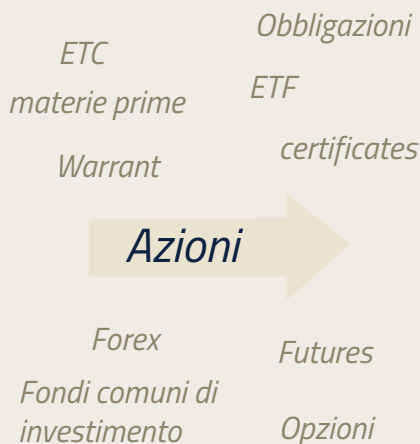 Obbligazioni
ETC
ETF
materie prime
certificates
Warrant
Azioni
Forex
Futures
Fondi comuni di
investimento
Opzioni